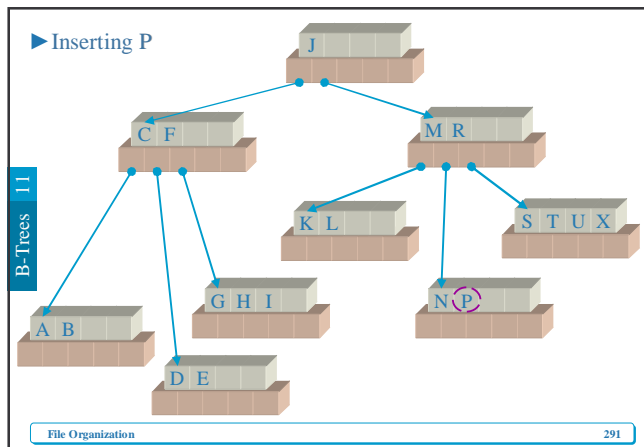 ►Inserting P
J
C F
M R
K L
S T U X
G H I
N P
A B
D E
B-Trees 11
File Organization 291